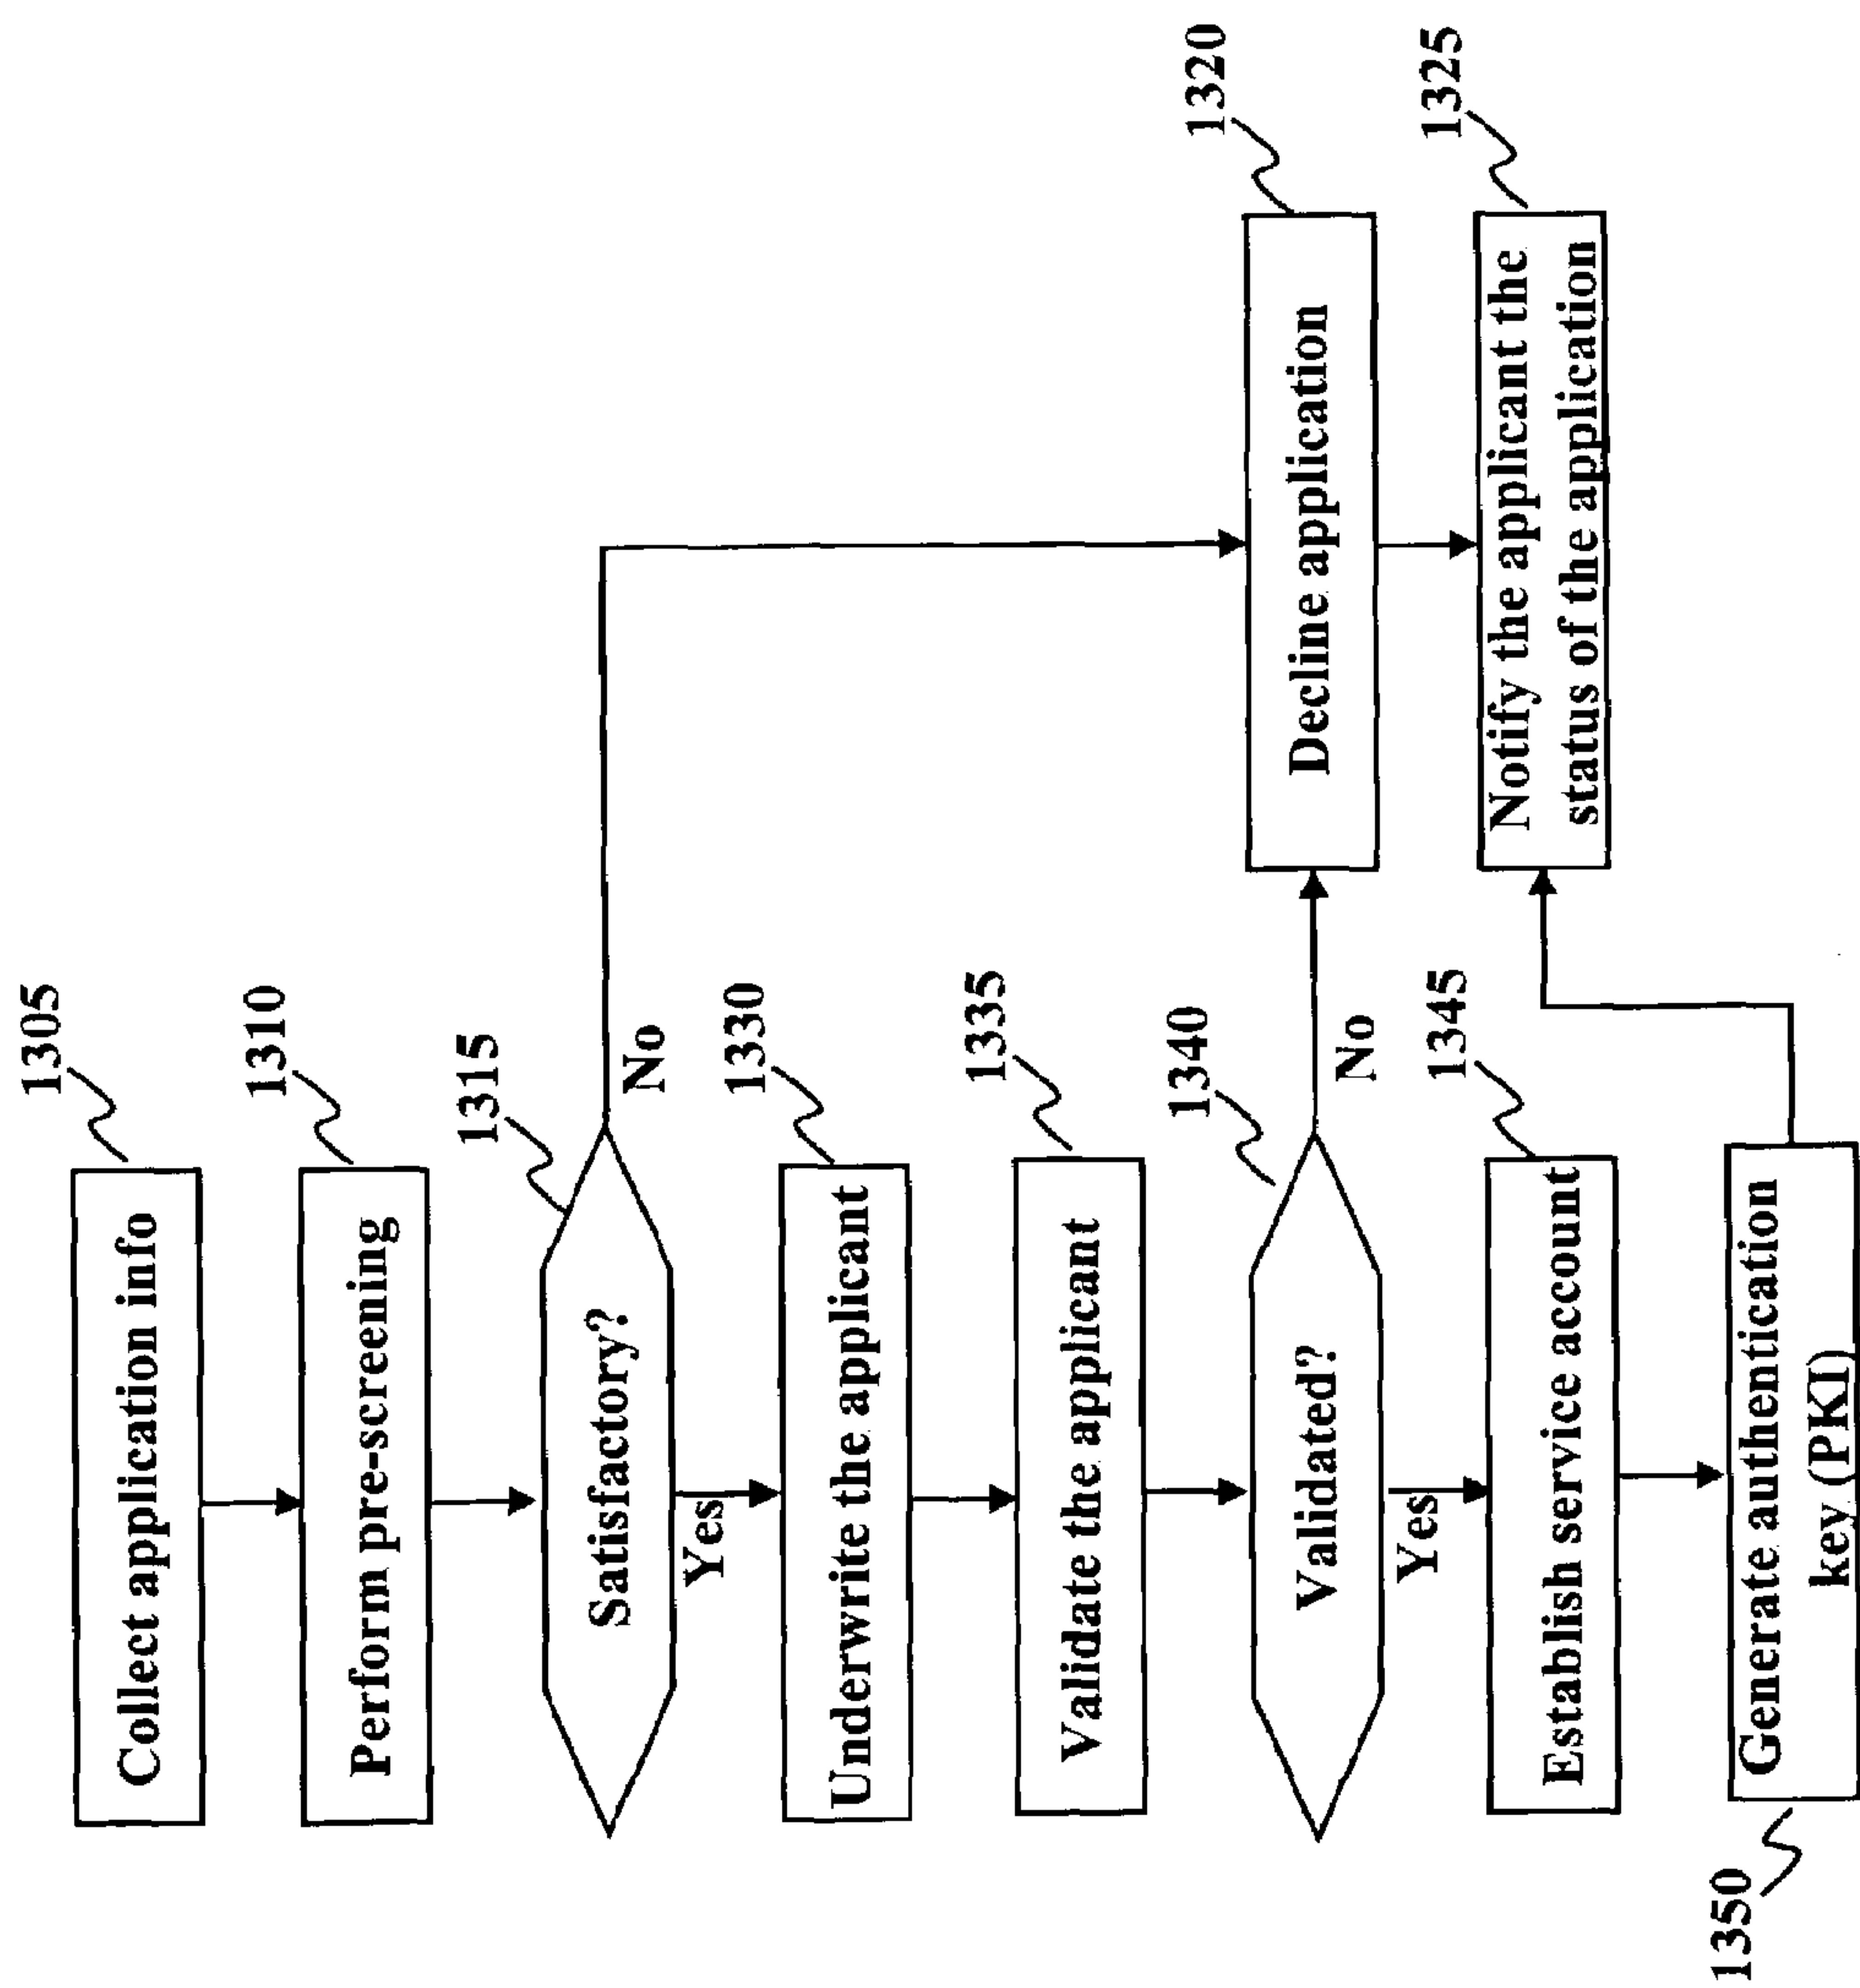 1305
Collect application info
1310
Perform pre-screening
1315
Satisfactory?
No
Yes
1330
Underwrite the applicant
1335
Validate the applicant
1340
Validated?
No
Yes
1345
Establish service account
1350
Generate authentication
key (PKI)
1320
Decline application
1325
Notify the applicant the
status of the application